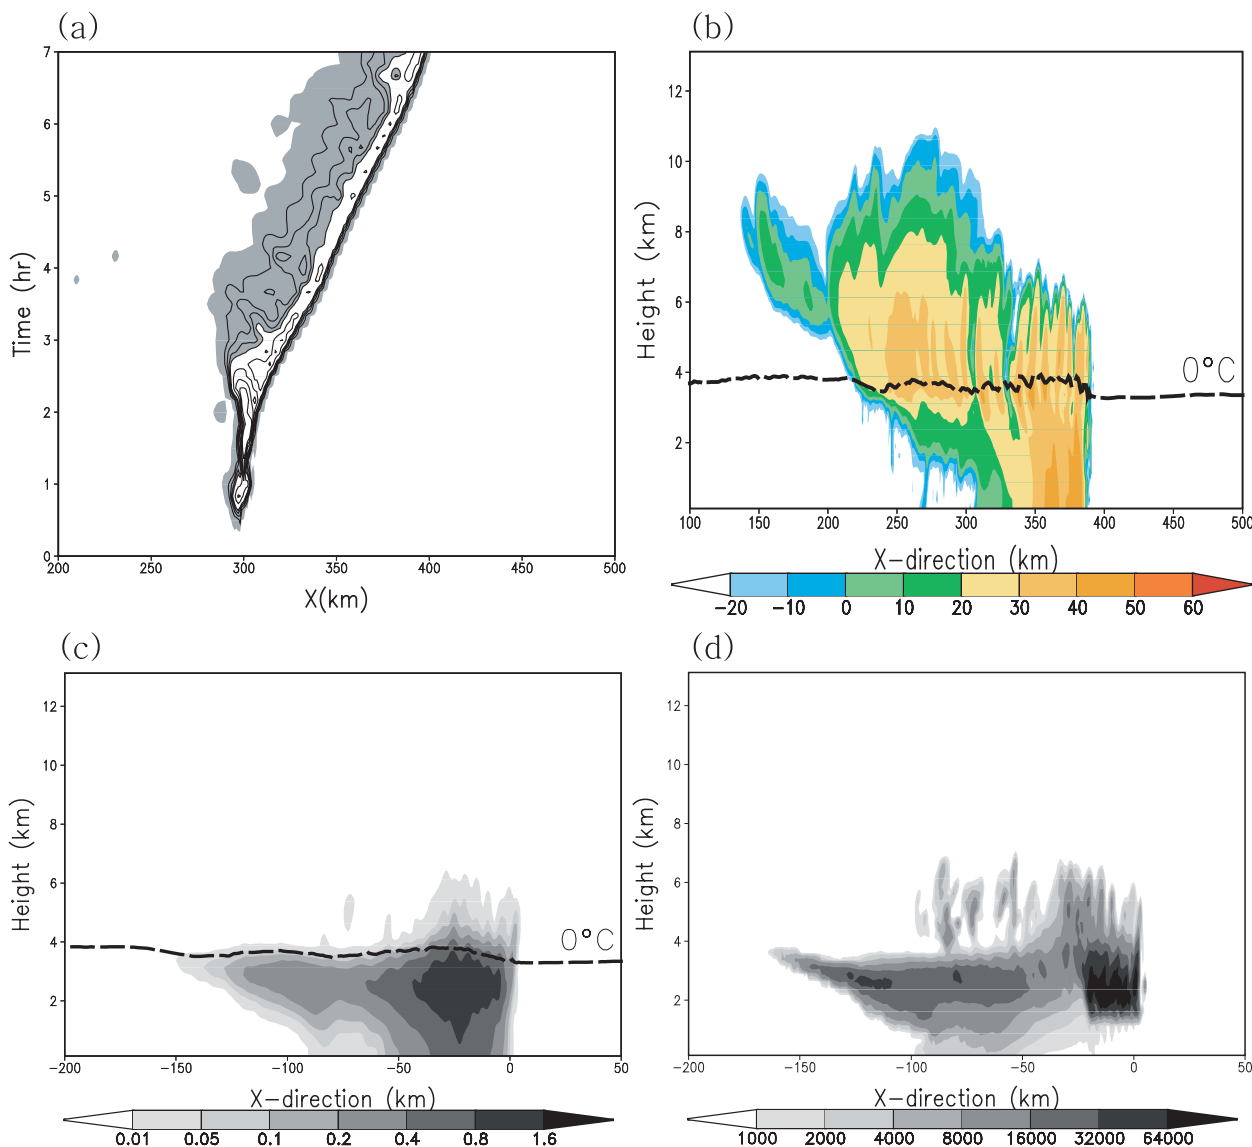 (a)
7
6
5
4
3
2
1
0
Time (hr)
200 250 300 350 400 450 500
X(km)
(b)
12
10
8
6
4
2
Height (km)
0°C
100 150 200 250 300 350 400 450 500
X-direction (km)
-20 -10 0 10 20 30 40 50 60
(c)
12
10
8
6
4
2
Height (km)
0°C
-200 -150 -100 -50 0 50
X-direction (km)
0.01 0.05 0.1 0.2 0.4 0.8 1.6
(d)
12
10
8
6
4
2
Height (km)
-200 -150 -100 -50 0 50
X-direction (km)
1000 2000 4000 8000 16000 32000 64000